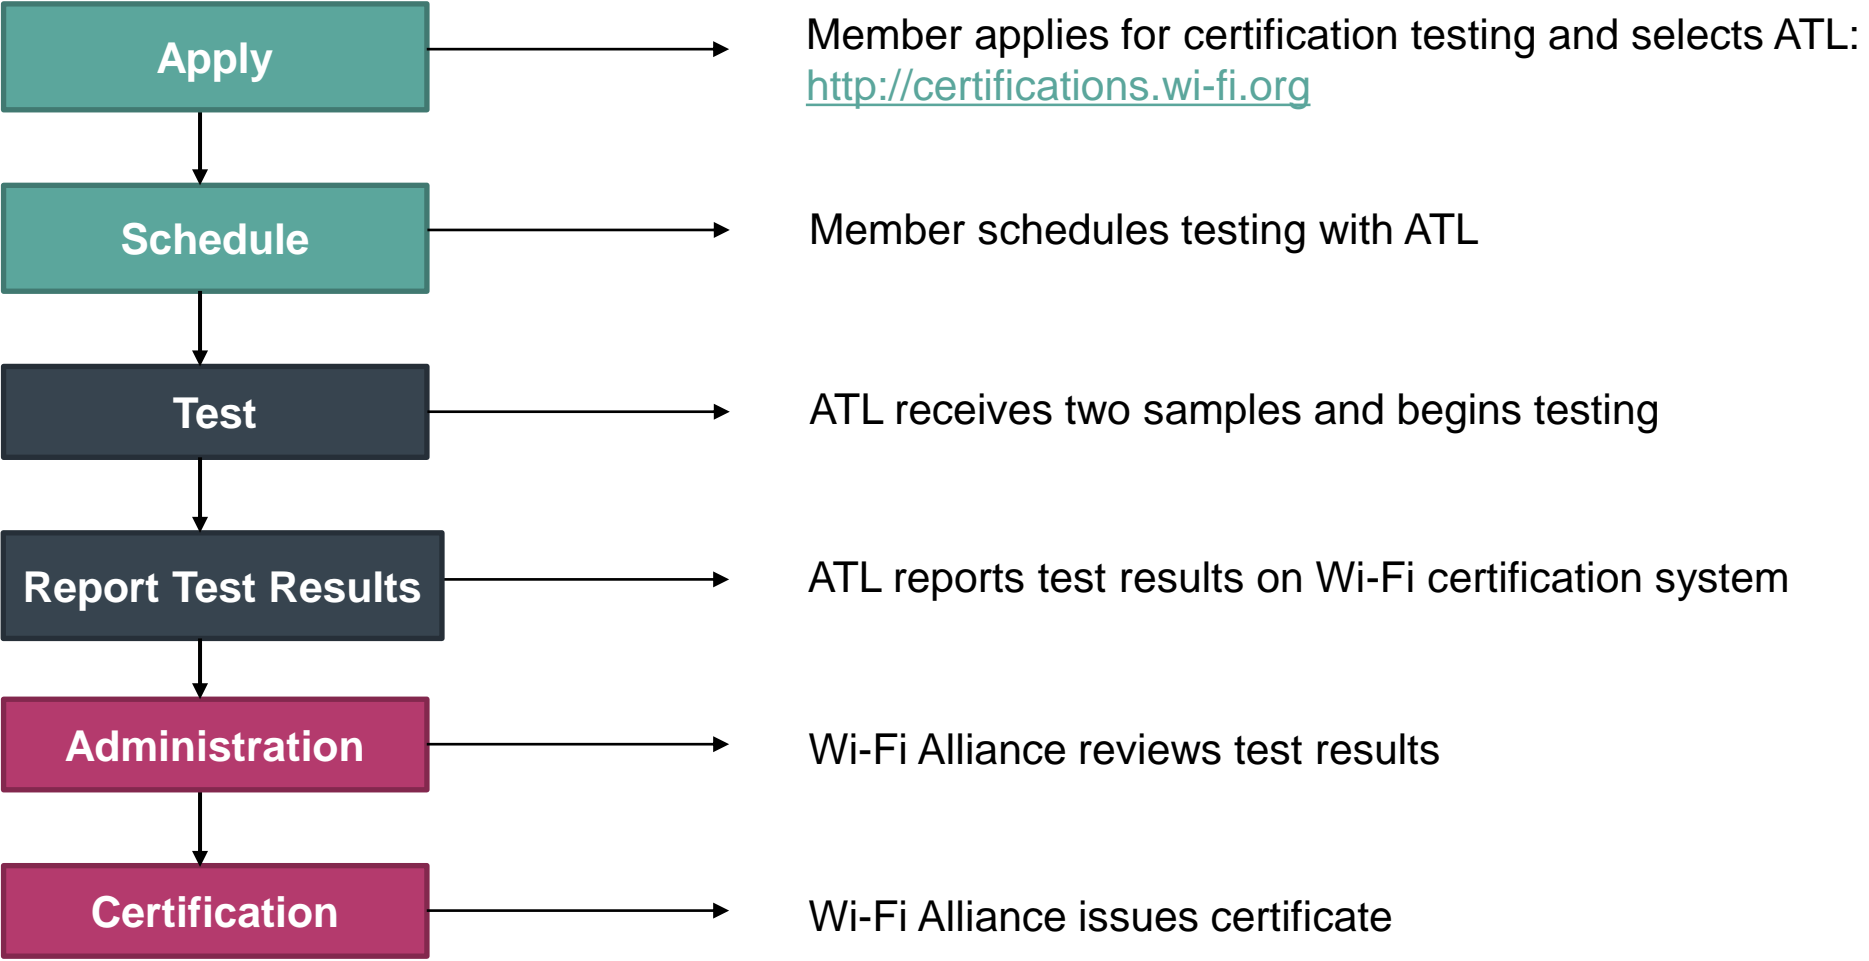 Apply
Member applies for certification testing and selects ATL:
http://certifications.wi-fi.org
Schedule
Member schedules testing with ATL
Test
ATL receives two samples and begins testing
Report Test Results
ATL reports test results on Wi-Fi certification system
Administration
Wi-Fi Alliance reviews test results
Certification
Wi-Fi Alliance issues certificate